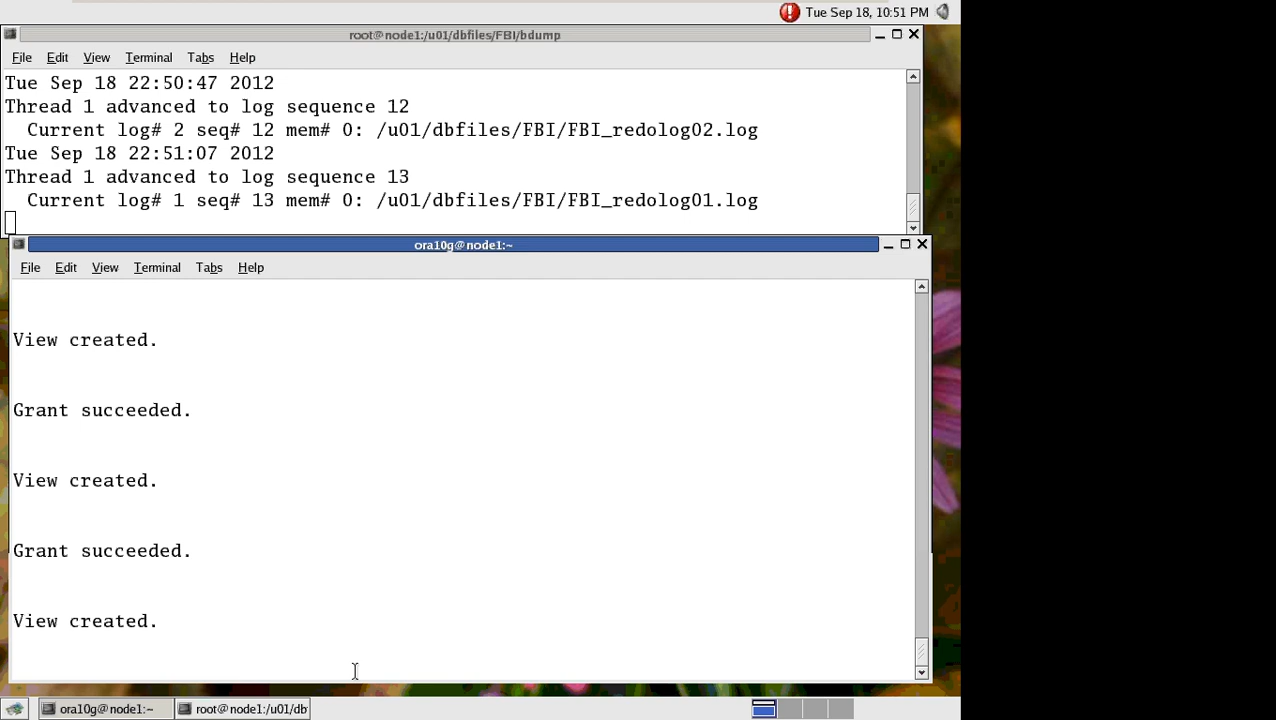 Tue Sep 18, 10:51 PM
root@node1:/u01/dbfiles/FBI/bdump
File Edit View Terminal Tabs Help
Tue Sep 18 22:50:47 2012
Thread 1 advanced to log sequence 12
Current log# 2 seq# 12 mem# 0: /u01/dbfiles/FBI/FBI_redolog02.log
Tue Sep 18 22:51:07 2012
Thread 1 advanced to log sequence 13
Current log# 1 seq# 13 mem# 0: /u01/dbfiles/FBI/FBI_redolog01.log
ora10g@node1:~
File Edit View Terminal Tabs Help
View created.
Grant succeeded.
View created.
Grant succeeded.
View created.
ora10g@node1:~ root@node1:/u01/db